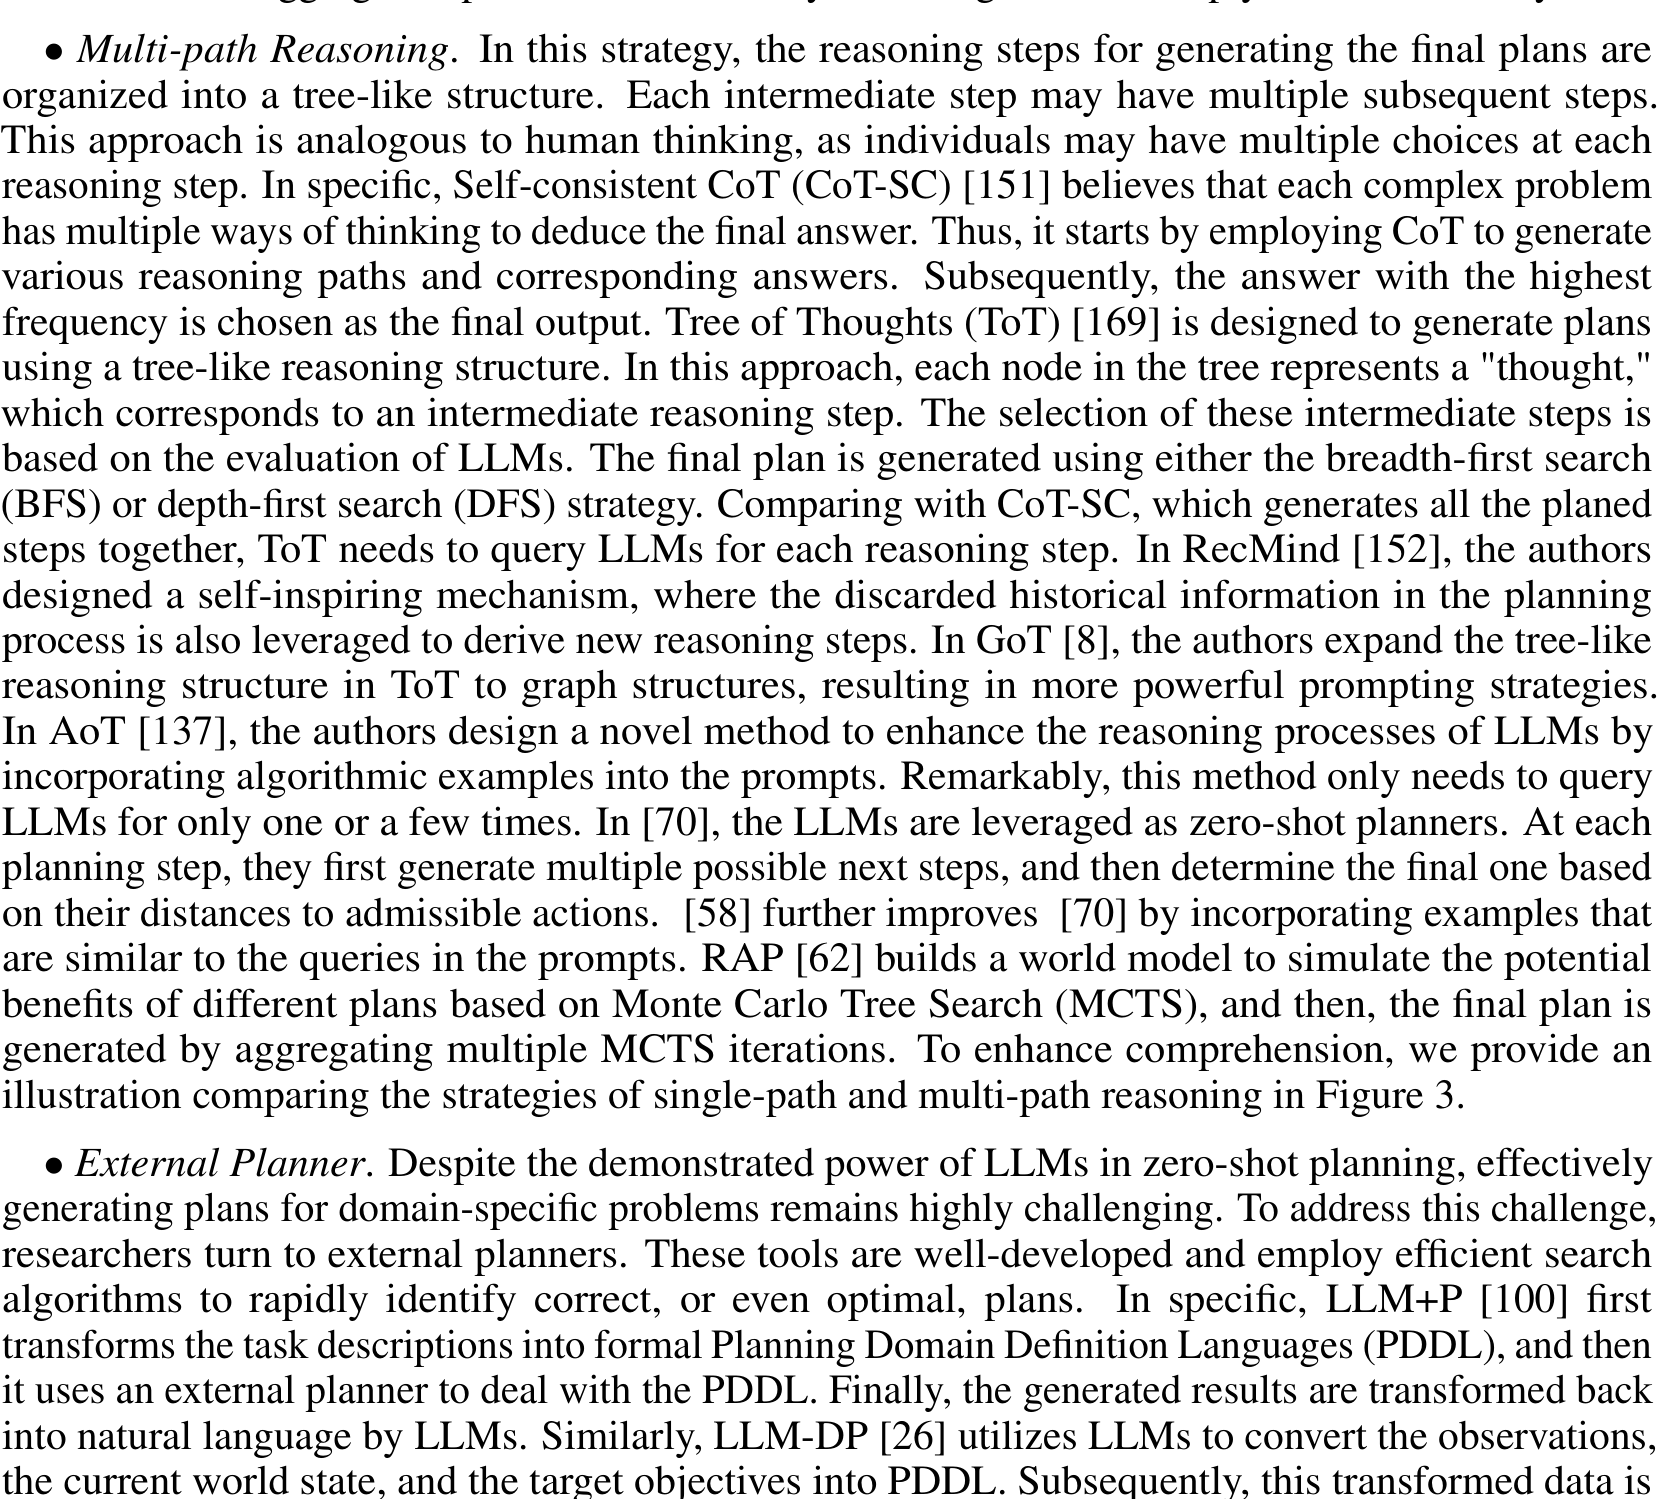 • Multi-path Reasoning. In this strategy, the reasoning steps for generating the final plans are
organized into a tree-like structure. Each intermediate step may have multiple subsequent steps.
This approach is analogous to human thinking, as individuals may have multiple choices at each
reasoning step. In specific, Self-consistent CoT (CoT-SC) [151] believes that each complex problem
has multiple ways of thinking to deduce the final answer. Thus, it starts by employing CoT to generate
various reasoning paths and corresponding answers. Subsequently, the answer with the highest
frequency is chosen as the final output. Tree of Thoughts (ToT) [169] is designed to generate plans
using a tree-like reasoning structure. In this approach, each node in the tree represents a "thought,"
which corresponds to an intermediate reasoning step. The selection of these intermediate steps is
based on the evaluation of LLMs. The final plan is generated using either the breadth-first search
(BFS) or depth-first search (DFS) strategy. Comparing with CoT-SC, which generates all the planed
steps together, ToT needs to query LLMs for each reasoning step. In RecMind [152], the authors
designed a self-inspiring mechanism, where the discarded historical information in the planning
process is also leveraged to derive new reasoning steps. In GoT [8], the authors expand the tree-like
reasoning structure in ToT to graph structures, resulting in more powerful prompting strategies.
In AoT [137], the authors design a novel method to enhance the reasoning processes of LLMs by
incorporating algorithmic examples into the prompts. Remarkably, this method only needs to query
LLMs for only one or a few times. In [70], the LLMs are leveraged as zero-shot planners. At each
planning step, they first generate multiple possible next steps, and then determine the final one based
on their distances to admissible actions. [58] further improves [70] by incorporating examples that
are similar to the queries in the prompts. RAP [62] builds a world model to simulate the potential
benefits of different plans based on Monte Carlo Tree Search (MCTS), and then, the final plan is
generated by aggregating multiple MCTS iterations. To enhance comprehension, we provide an
illustration comparing the strategies of single-path and multi-path reasoning in Figure 3.
• External Planner. Despite the demonstrated power of LLMs in zero-shot planning, effectively
generating plans for domain-specific problems remains highly challenging. To address this challenge,
researchers turn to external planners. These tools are well-developed and employ efficient search
algorithms to rapidly identify correct, or even optimal, plans. In specific, LLM+P [100] first
transforms the task descriptions into formal Planning Domain Definition Languages (PDDL), and then
it uses an external planner to deal with the PDDL. Finally, the generated results are transformed back
into natural language by LLMs. Similarly, LLM-DP [26] utilizes LLMs to convert the observations,
the current world state, and the target objectives into PDDL. Subsequently, this transformed data is